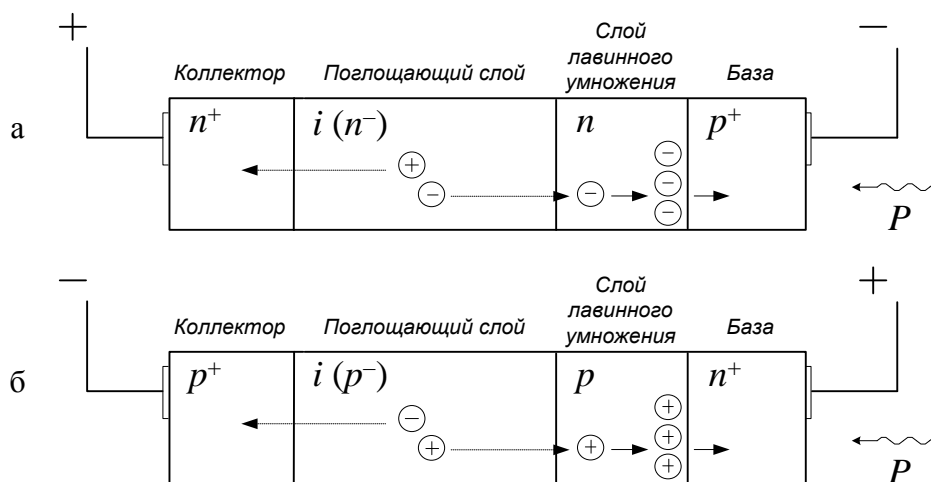 +
−
Слой
лавинного
умножения
Коллектор
Поглощающий слой
База
а
n⁺
i (n⁻)
n
p⁺
+
−
−
−
−
−
P
−
+
Слой
лавинного
умножения
Коллектор
Поглощающий слой
База
б
p⁺
i (p⁻)
p
n⁺
−
+
+
+
+
+
P